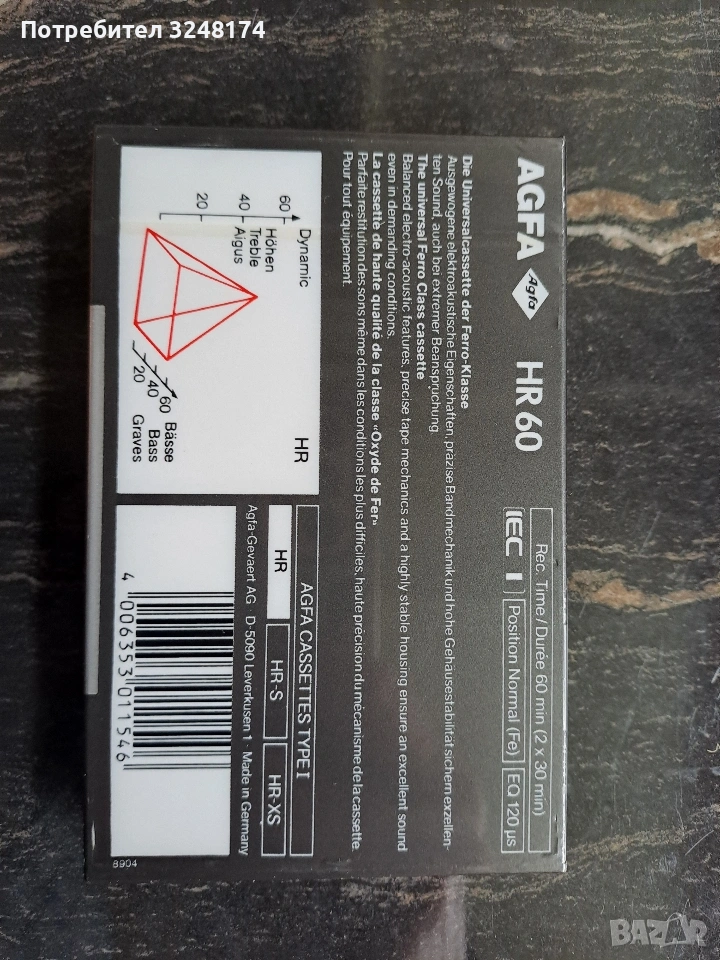 Потребител 3248174
AGFA Agfa HR 60
Rec. Time/Durée 60 min (2 x 30 min)
IEC I Position Normal (Fe) EQ 120 µs
Die Universalcassette der Ferro-Klasse
Ausgewogene elektroakustische Eigenschaften, präzise Bandmechanik und hohe Gehäusestabilität sichern exzellen-
ten Sound, auch bei extremer Beanspruchung.
The universal Ferro Class cassette
Balanced electro-acoustic features, precise tape mechanics and a highly stable housing ensure an excellent sound
even in demanding conditions.
La cassette de haute qualité de la classe «Oxyde de Fer»
Parfaite restitution des sons même dans les conditions les plus difficiles, haute précision du mécanisme de la cassette.
Pour tout équipement.
HR
Dynamic
60
Höhen
40 Treble
Aigus
20
20
40
60
Bässe
Bass
Graves
AGFA CASSETTES TYPE I
HR HR-S HR-XS
Agfa-Gevaert AG · D-5090 Leverkusen 1 · Made in Germany
4 006353 011546
8904
BAZAR